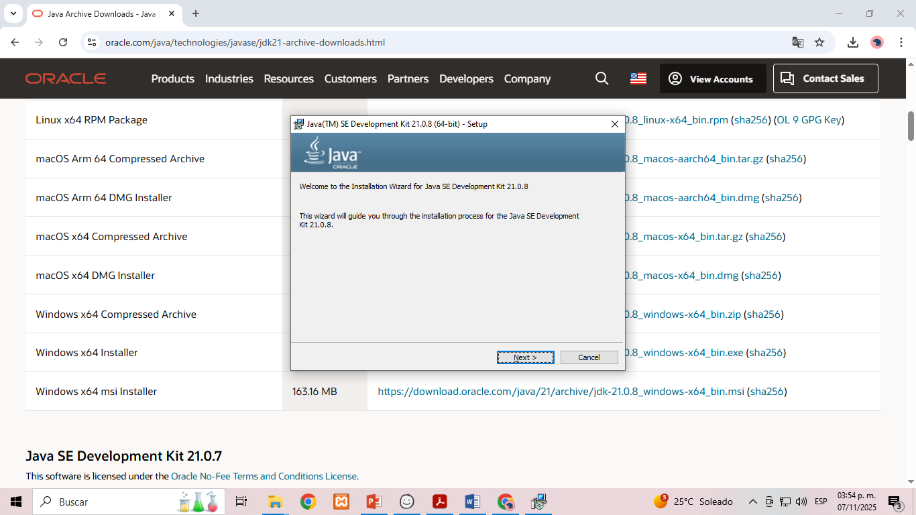 Java Archive Downloads - Java
oracle.com/java/technologies/javase/jdk21-archive-downloads.html
ORACLE
Products Industries Resources Customers Partners Developers Company
View Accounts
Contact Sales
Linux x64 RPM Package
0.8_linux-x64_bin.rpm (sha256) (OL 9 GPG Key)
macOS Arm 64 Compressed Archive
0.8_macos-aarch64_bin.tar.gz (sha256)
macOS Arm 64 DMG Installer
0.8_macos-aarch64_bin.dmg (sha256)
macOS x64 Compressed Archive
0.8_macos-x64_bin.tar.gz (sha256)
macOS x64 DMG Installer
0.8_macos-x64_bin.dmg (sha256)
Windows x64 Compressed Archive
0.8_windows-x64_bin.zip (sha256)
Windows x64 Installer
0.8_windows-x64_bin.exe (sha256)
Windows x64 msi Installer 163.16 MB https://download.oracle.com/java/21/archive/jdk-21.0.8_windows-x64_bin.msi (sha256)
Java(TM) SE Development Kit 21.0.8 (64-bit) - Setup
Java™
ORACLE
Welcome to the Installation Wizard for Java SE Development Kit 21.0.8
This wizard will guide you through the installation process for the Java SE Development
Kit 21.0.8.
Next >
Cancel
Java SE Development Kit 21.0.7
This software is licensed under the Oracle No-Fee Terms and Conditions License.
Buscar
5
25°C Soleado
ESP
03:54 p. m.
07/11/2025
3